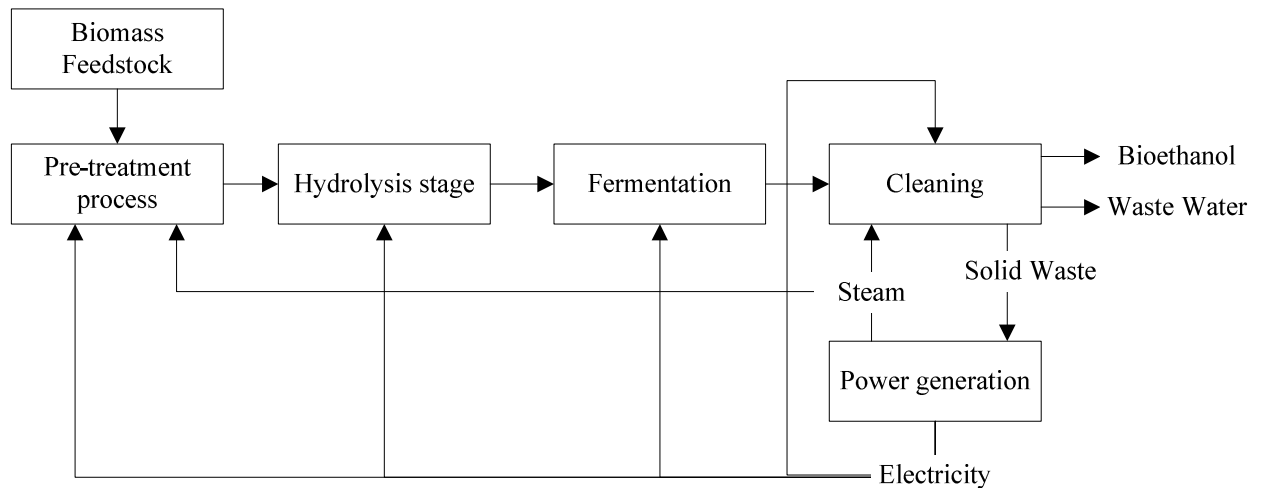 Biomass
Feedstock
Pre-treatment
process
Hydrolysis stage
Fermentation
Cleaning
Bioethanol
Waste Water
Solid Waste
Steam
Power generation
Electricity